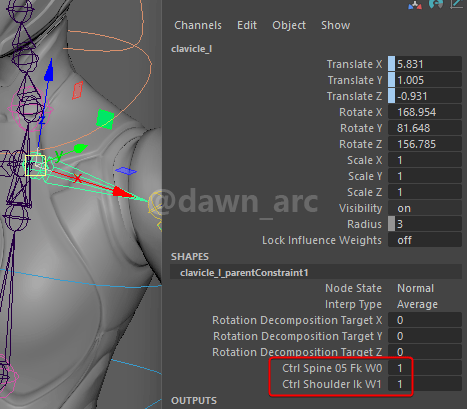 Channels Edit Object Show
clavicle_l
Translate X 5.831
Translate Y 1.005
Translate Z -0.931
Rotate X 168.954
Rotate Y 81.648
Rotate Z 156.785
Scale X 1
Scale Y 1
Scale Z 1
Visibility on
Radius 3
Lock Influence Weights off
SHAPES
clavicle_l_parentConstraint1
Node State Normal
Interp Type Average
Rotation Decomposition Target X 0
Rotation Decomposition Target Y 0
Rotation Decomposition Target Z 0
Ctrl Spine 05 Fk W0 1
Ctrl Shoulder Ik W1 1
OUTPUTS
y
x
@dawn_arc